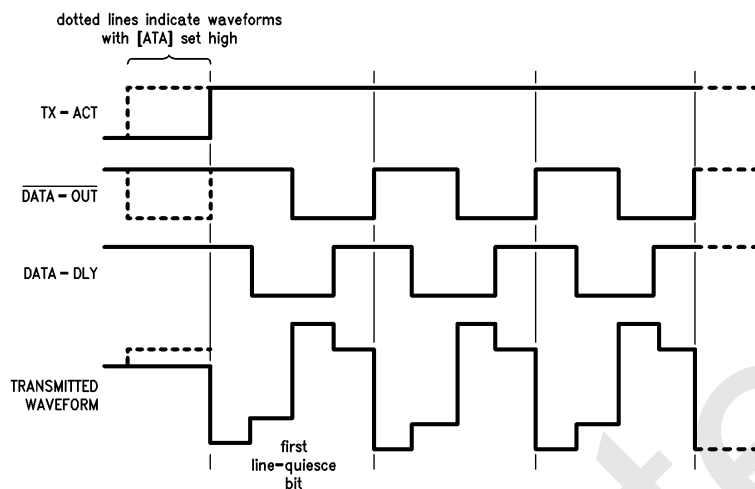 dotted lines indicate waveforms
with [ATA] set high
TX-ACT
DATA-OUT
DATA-DLY
TRANSMITTED
WAVEFORM
first
line-quiesce
bit